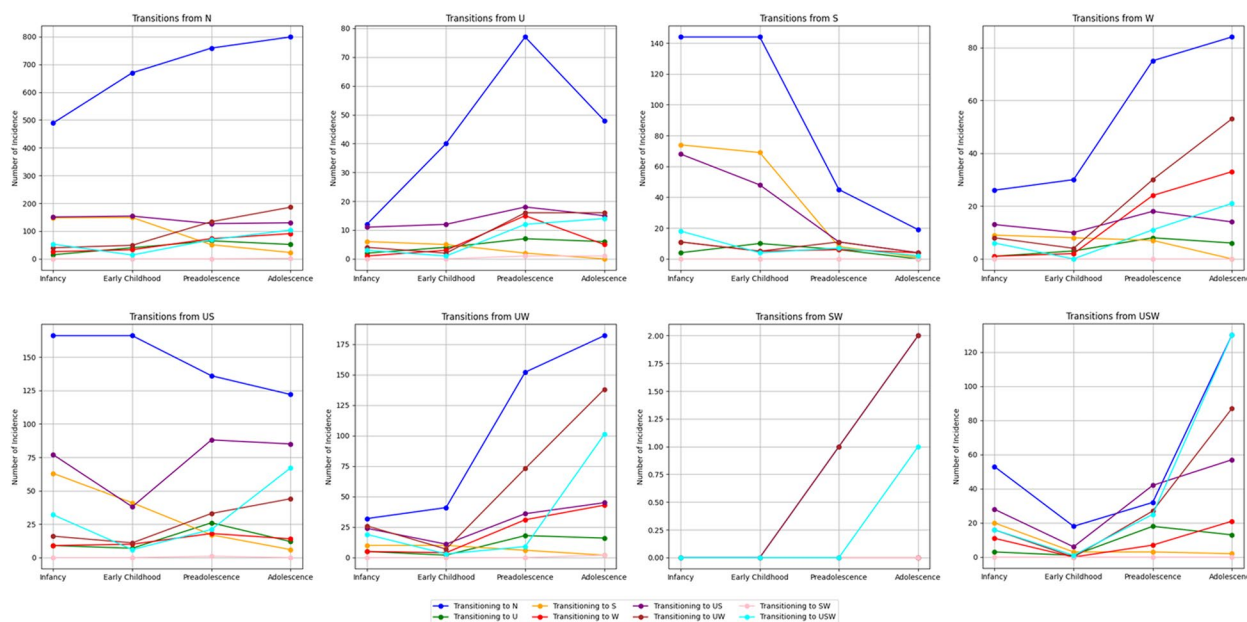 Transitions from N
Number of Incidence
800
700
600
500
400
300
200
100
0
Infancy Early Childhood Preadolescence Adolescence
Transitions from U
Number of Incidence
80
70
60
50
40
30
20
10
0
Infancy Early Childhood Preadolescence Adolescence
Transitions from S
Number of Incidence
140
120
100
80
60
40
20
0
Infancy Early Childhood Preadolescence Adolescence
Transitions from W
Number of Incidence
80
60
40
20
0
Infancy Early Childhood Preadolescence Adolescence
Transitions from US
Number of Incidence
150
125
100
75
50
25
0
Infancy Early Childhood Preadolescence Adolescence
Transitions from UW
Number of Incidence
175
150
125
100
75
50
25
0
Infancy Early Childhood Preadolescence Adolescence
Transitions from SW
Number of Incidence
2.00
1.75
1.50
1.25
1.00
0.75
0.50
0.25
0.00
Infancy Early Childhood Preadolescence Adolescence
Transitions from USW
Number of Incidence
120
100
80
60
40
20
0
Infancy Early Childhood Preadolescence Adolescence
Transitioning to N Transitioning to S Transitioning to US Transitioning to SW
Transitioning to U Transitioning to W Transitioning to UW Transitioning to USW